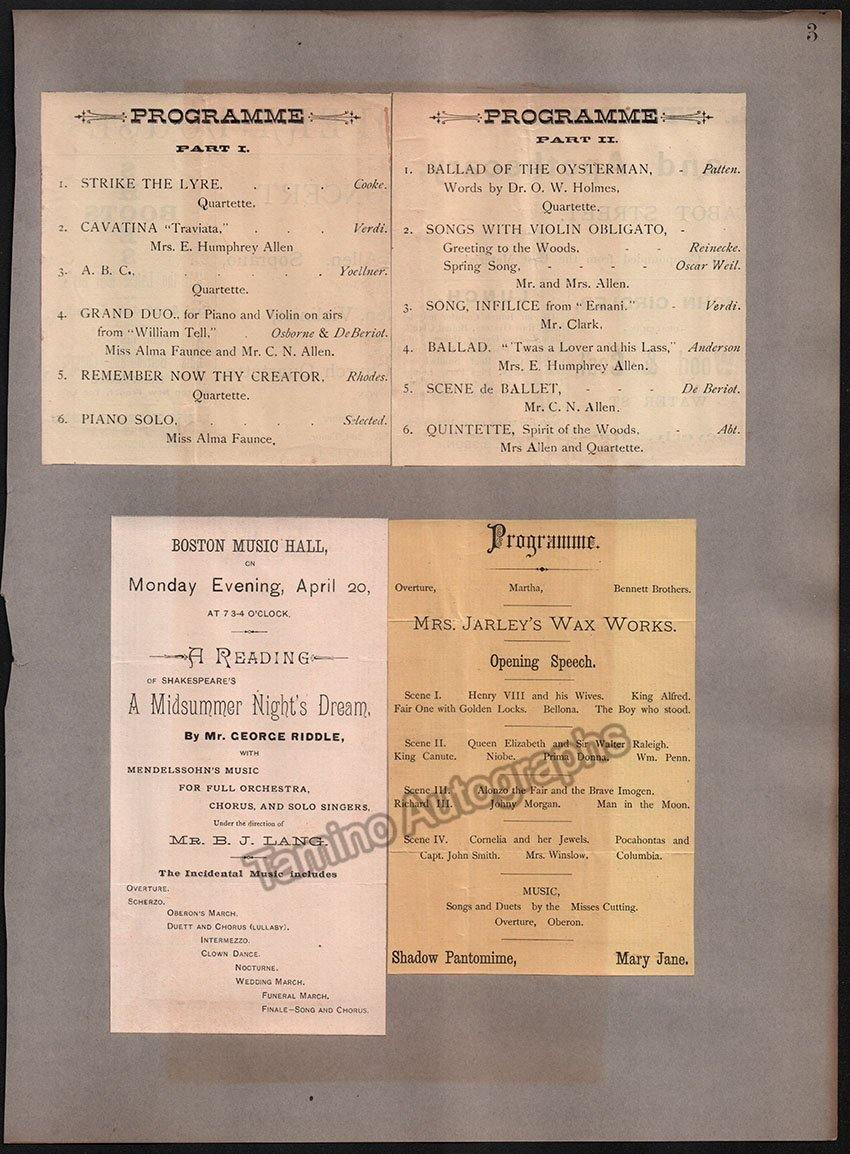 3
PROGRAMME
PART I.
1. STRIKE THE LYRE, . . . Cooke.
Quartette.
2. CAVATINA "Traviata," . . . Verdi.
Mrs. E. Humphrey Allen
3. A. B. C., . . . . . Yoellner.
Quartette.
4. GRAND DUO., for Piano and Violin on airs
from "William Tell," . Osborne & DeBeriot.
Miss Alma Faunce and Mr. C. N. Allen.
5. REMEMBER NOW THY CREATOR, Rhodes.
Quartette.
6. PIANO SOLO, . . . . Selected.
Miss Alma Faunce,
PROGRAMME
PART II.
1. BALLAD OF THE OYSTERMAN, - Patten.
Words by Dr. O. W. Holmes,
Quartette.
2. SONGS WITH VIOLIN OBLIGATO, -
Greeting to the Woods. - - Reinecke.
Spring Song, - - - - Oscar Weil.
Mr. and Mrs. Allen.
3. SONG, INFILICE from "Ernani." - Verdi.
Mr. Clark,
4. BALLAD. "'Twas a Lover and his Lass," Anderson
Mrs. E. Humphrey Allen.
5. SCENE de BALLET, - - - De Beriot.
Mr. C. N. Allen.
6. QUINTETTE, Spirit of the Woods, - Abt.
Mrs Allen and Quartette.
BOSTON MUSIC HALL,
ON
Monday Evening, April 20,
AT 7 3-4 O'CLOCK,
A READING
OF SHAKESPEARE'S
A Midsummer Night's Dream,
By Mr. GEORGE RIDDLE,
WITH
MENDELSSOHN'S MUSIC
FOR FULL ORCHESTRA,
CHORUS, AND SOLO SINGERS,
Under the direction of
MR. B. J. LANG.
The Incidental Music includes
OVERTURE.
SCHERZO.
OBERON'S MARCH.
DUETT AND CHORUS (LULLABY).
INTERMEZZO.
CLOWN DANCE.
NOCTURNE.
WEDDING MARCH.
FUNERAL MARCH.
FINALE–SONG AND CHORUS.
Programme.
Overture, Martha, Bennett Brothers.
MRS. JARLEY'S WAX WORKS.
Opening Speech.
Scene I. Henry VIII and his Wives. King Alfred.
Fair One with Golden Locks. Bellona. The Boy who stood.
Scene II. Queen Elizabeth and Sir Walter Raleigh.
King Canute. Niobe. Prima Donna. Wm. Penn.
Scene III. Alonzo the Fair and the Brave Imogen.
Richard III. Johny Morgan. Man in the Moon.
Scene IV. Cornelia and her Jewels. Pocahontas and
Capt. John Smith. Mrs. Winslow. Columbia.
MUSIC,
Songs and Duets by the Misses Cutting.
Overture, Oberon.
Shadow Pantomime, Mary Jane.
Tamino Autographs